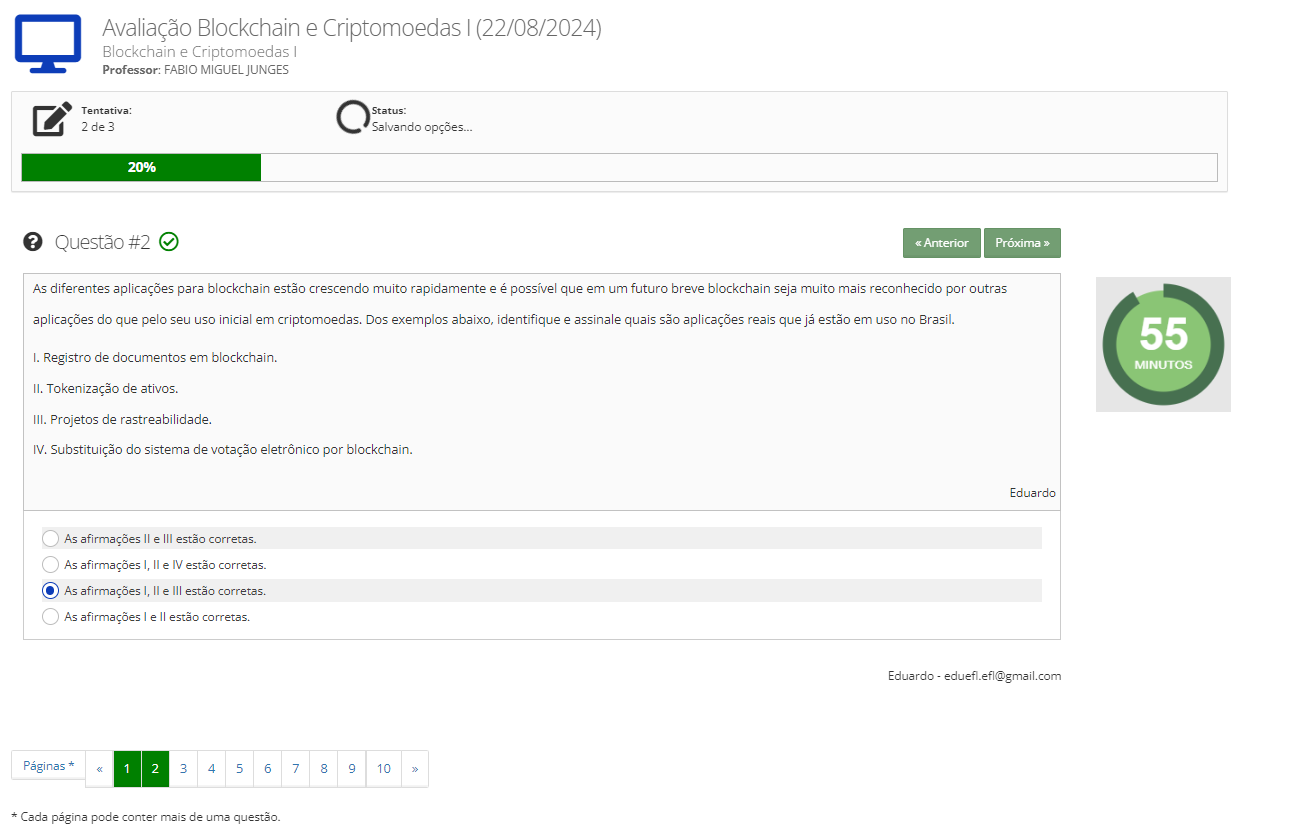 Avaliação Blockchain e Criptomoedas I (22/08/2024)
Blockchain e Criptomoedas I
Professor: FABIO MIGUEL JUNGES
Tentativa:
2 de 3
Status:
Salvando opções...
20%
Questão #2
« Anterior
Próxima »
As diferentes aplicações para blockchain estão crescendo muito rapidamente e é possível que em um futuro breve blockchain seja muito mais reconhecido por outras
aplicações do que pelo seu uso inicial em criptomoedas. Dos exemplos abaixo, identifique e assinale quais são aplicações reais que já estão em uso no Brasil.
I. Registro de documentos em blockchain.
II. Tokenização de ativos.
III. Projetos de rastreabilidade.
IV. Substituição do sistema de votação eletrônico por blockchain.
Eduardo
55
MINUTOS
As afirmações II e III estão corretas.
As afirmações I, II e IV estão corretas.
As afirmações I, II e III estão corretas.
As afirmações I e II estão corretas.
Eduardo - eduefl.efl@gmail.com
Páginas * « 1 2 3 4 5 6 7 8 9 10 »
* Cada página pode conter mais de uma questão.